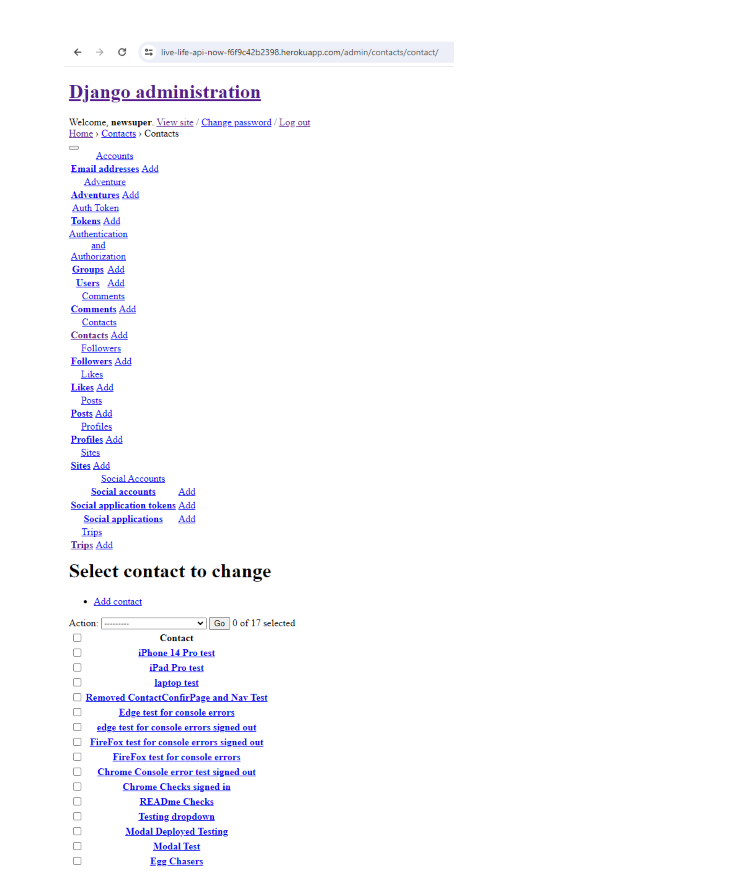 live-life-api-now-f6f9c42b2398.herokuapp.com/admin/contacts/contact/
Django administration
Welcome, newsuper. View site / Change password / Log out
Home › Contacts › Contacts
Accounts
Email addresses Add
Adventure
Adventures Add
Auth Token
Tokens Add
Authentication
and
Authorization
Groups Add
Users Add
Comments
Comments Add
Contacts
Contacts Add
Followers
Followers Add
Likes
Likes Add
Posts
Posts Add
Profiles
Profiles Add
Sites
Sites Add
Social Accounts
Social accounts Add
Social application tokens Add
Social applications Add
Trips
Trips Add
Select contact to change
• Add contact
Action: --------- Go 0 of 17 selected
Contact
iPhone 14 Pro test
iPad Pro test
laptop test
Removed ContactConfirPage and Nav Test
Edge test for console errors
edge test for console errors signed out
FireFox test for console errors signed out
FireFox test for console errors
Chrome Console error test signed out
Chrome Checks signed in
READme Checks
Testing dropdown
Modal Deployed Testing
Modal Test
Egg Chasers